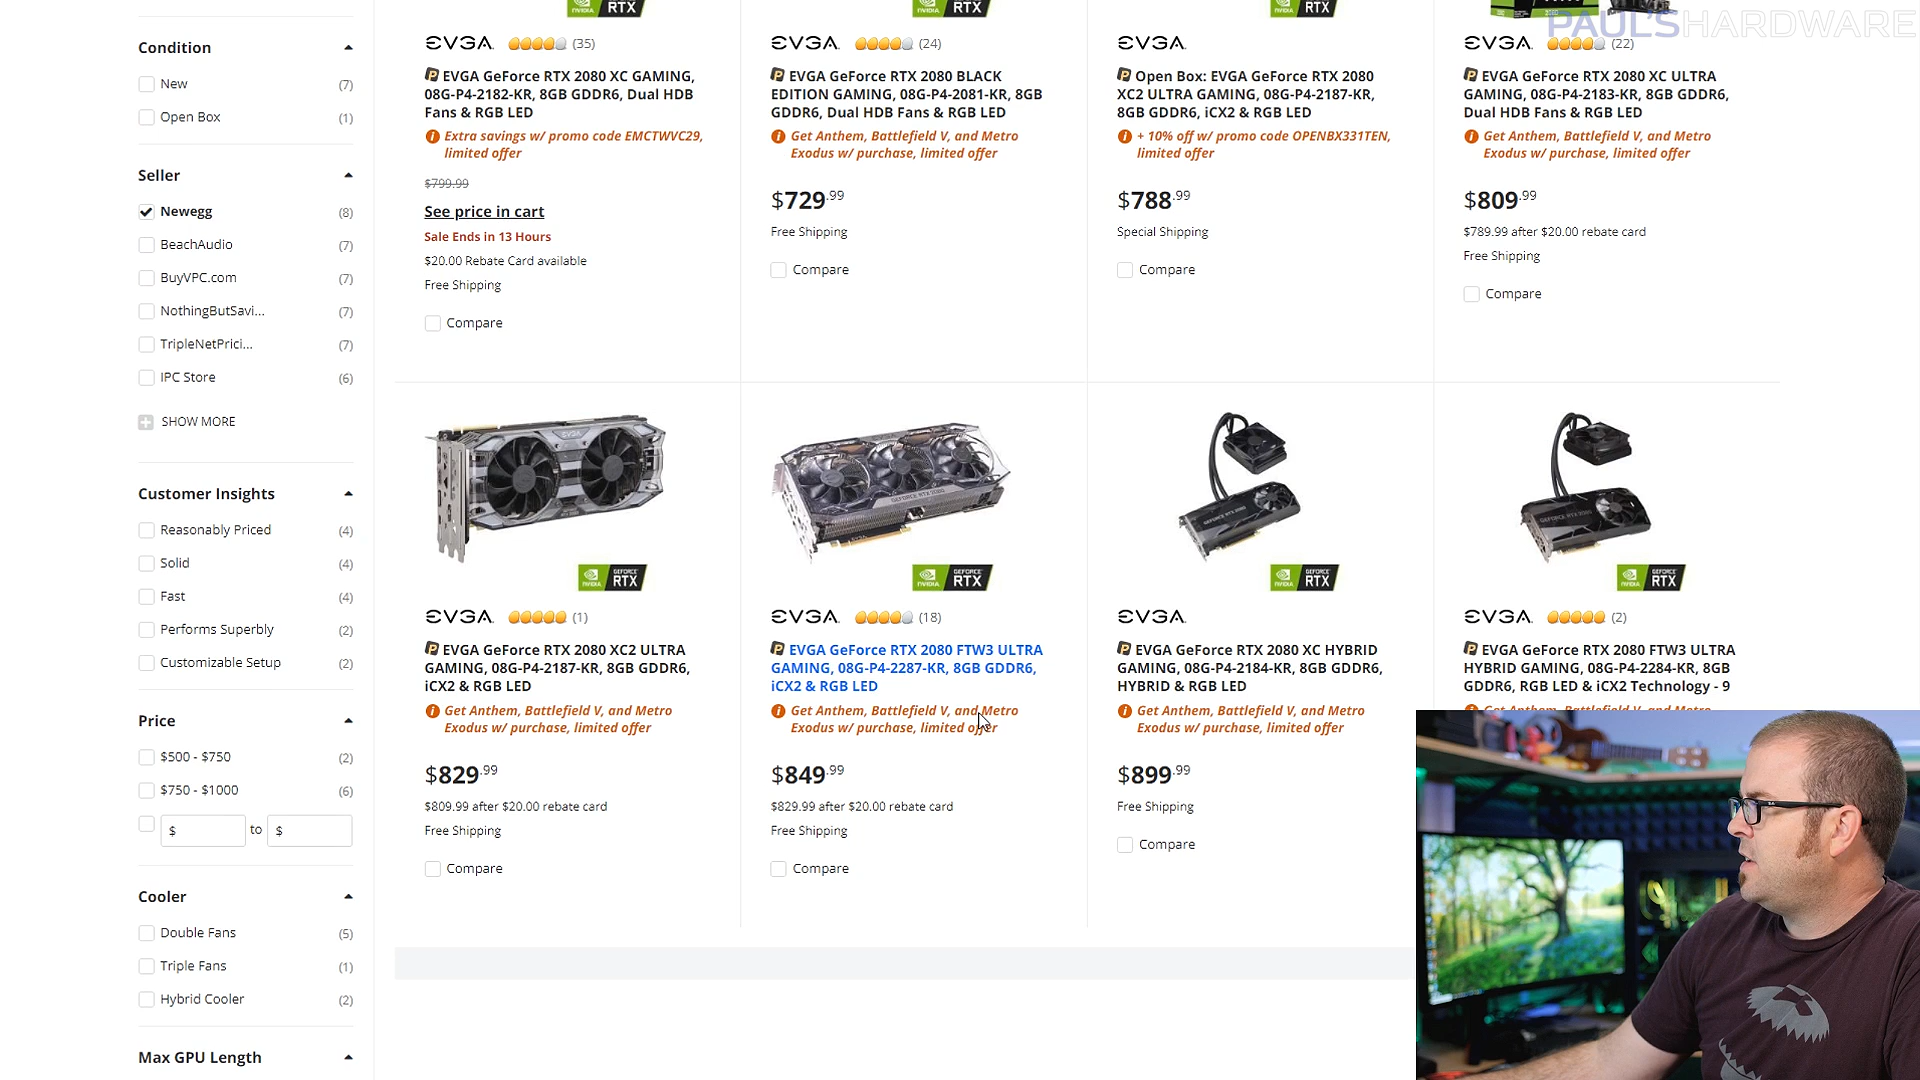 PAUL'S HARDWARE
Condition
New (7)
Open Box (1)
Seller
Newegg (8)
BeachAudio (7)
BuyVPC.com (7)
NothingButSavi... (7)
TripleNetPrici... (7)
IPC Store (6)
SHOW MORE
Customer Insights
Reasonably Priced (4)
Solid (4)
Fast (4)
Performs Superbly (2)
Customizable Setup (2)
Price
$500 - $750 (2)
$750 - $1000 (6)
$ to $
Cooler
Double Fans (5)
Triple Fans (1)
Hybrid Cooler (2)
Max GPU Length
NVIDIA RTX
EVGA (35)
EVGA GeForce RTX 2080 XC GAMING,
08G-P4-2182-KR, 8GB GDDR6, Dual HDB
Fans & RGB LED
Extra savings w/ promo code EMCTWVC29,
limited offer
$799.99
See price in cart
Sale Ends in 13 Hours
$20.00 Rebate Card available
Free Shipping
Compare
NVIDIA RTX
EVGA (24)
EVGA GeForce RTX 2080 BLACK
EDITION GAMING, 08G-P4-2081-KR, 8GB
GDDR6, Dual HDB Fans & RGB LED
Get Anthem, Battlefield V, and Metro
Exodus w/ purchase, limited offer
$729.99
Free Shipping
Compare
NVIDIA RTX
EVGA
Open Box: EVGA GeForce RTX 2080
XC2 ULTRA GAMING, 08G-P4-2187-KR,
8GB GDDR6, iCX2 & RGB LED
+ 10% off w/ promo code OPENBX331TEN,
limited offer
$788.99
Special Shipping
Compare
EVGA (22)
EVGA GeForce RTX 2080 XC ULTRA
GAMING, 08G-P4-2183-KR, 8GB GDDR6,
Dual HDB Fans & RGB LED
Get Anthem, Battlefield V, and Metro
Exodus w/ purchase, limited offer
$809.99
$789.99 after $20.00 rebate card
Free Shipping
Compare
NVIDIA GEFORCE RTX
EVGA (1)
EVGA GeForce RTX 2080 XC2 ULTRA
GAMING, 08G-P4-2187-KR, 8GB GDDR6,
iCX2 & RGB LED
Get Anthem, Battlefield V, and Metro
Exodus w/ purchase, limited offer
$829.99
$809.99 after $20.00 rebate card
Free Shipping
Compare
NVIDIA GEFORCE RTX
EVGA (18)
EVGA GeForce RTX 2080 FTW3 ULTRA
GAMING, 08G-P4-2287-KR, 8GB GDDR6,
iCX2 & RGB LED
Get Anthem, Battlefield V, and Metro
Exodus w/ purchase, limited offer
$849.99
$829.99 after $20.00 rebate card
Free Shipping
Compare
NVIDIA GEFORCE RTX
EVGA
EVGA GeForce RTX 2080 XC HYBRID
GAMING, 08G-P4-2184-KR, 8GB GDDR6,
HYBRID & RGB LED
Get Anthem, Battlefield V, and Metro
Exodus w/ purchase, limited offer
$899.99
Free Shipping
Compare
NVIDIA GEFORCE RTX
EVGA (2)
EVGA GeForce RTX 2080 FTW3 ULTRA
HYBRID GAMING, 08G-P4-2284-KR, 8GB
GDDR6, RGB LED & iCX2 Technology - 9